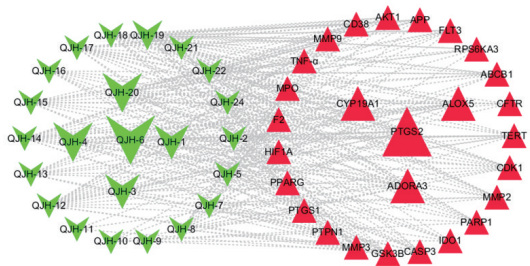 QJH-18
QJH-19
QJH-17
QJH-21
QJH-16
QJH-22
QJH-20
QJH-15
QJH-24
QJH-14
QJH-4
QJH-6
QJH-1
QJH-2
QJH-13
QJH-5
QJH-3
QJH-12
QJH-7
QJH-11
QJH-8
QJH-10
QJH-9
CD38
AKT1
APP
FLT3
MMP9
RPS6KA3
TNF-α
ABCB1
MPO
CYP19A1
ALOX5
CFTR
F2
PTGS2
TERT
HIF1A
CDK1
PPARG
ADORA3
MMP2
PTGS1
PARP1
PTPN1
IDO1
MMP3
GSK3B
CASP3